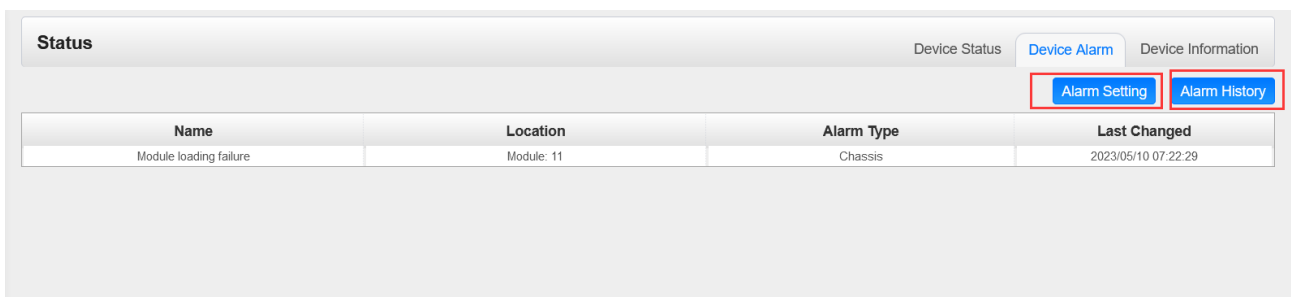 Status
Device Status Device Alarm Device Information
Alarm Setting Alarm History
Name Location Alarm Type Last Changed
Module loading failure Module: 11 Chassis 2023/05/10 07:22:29